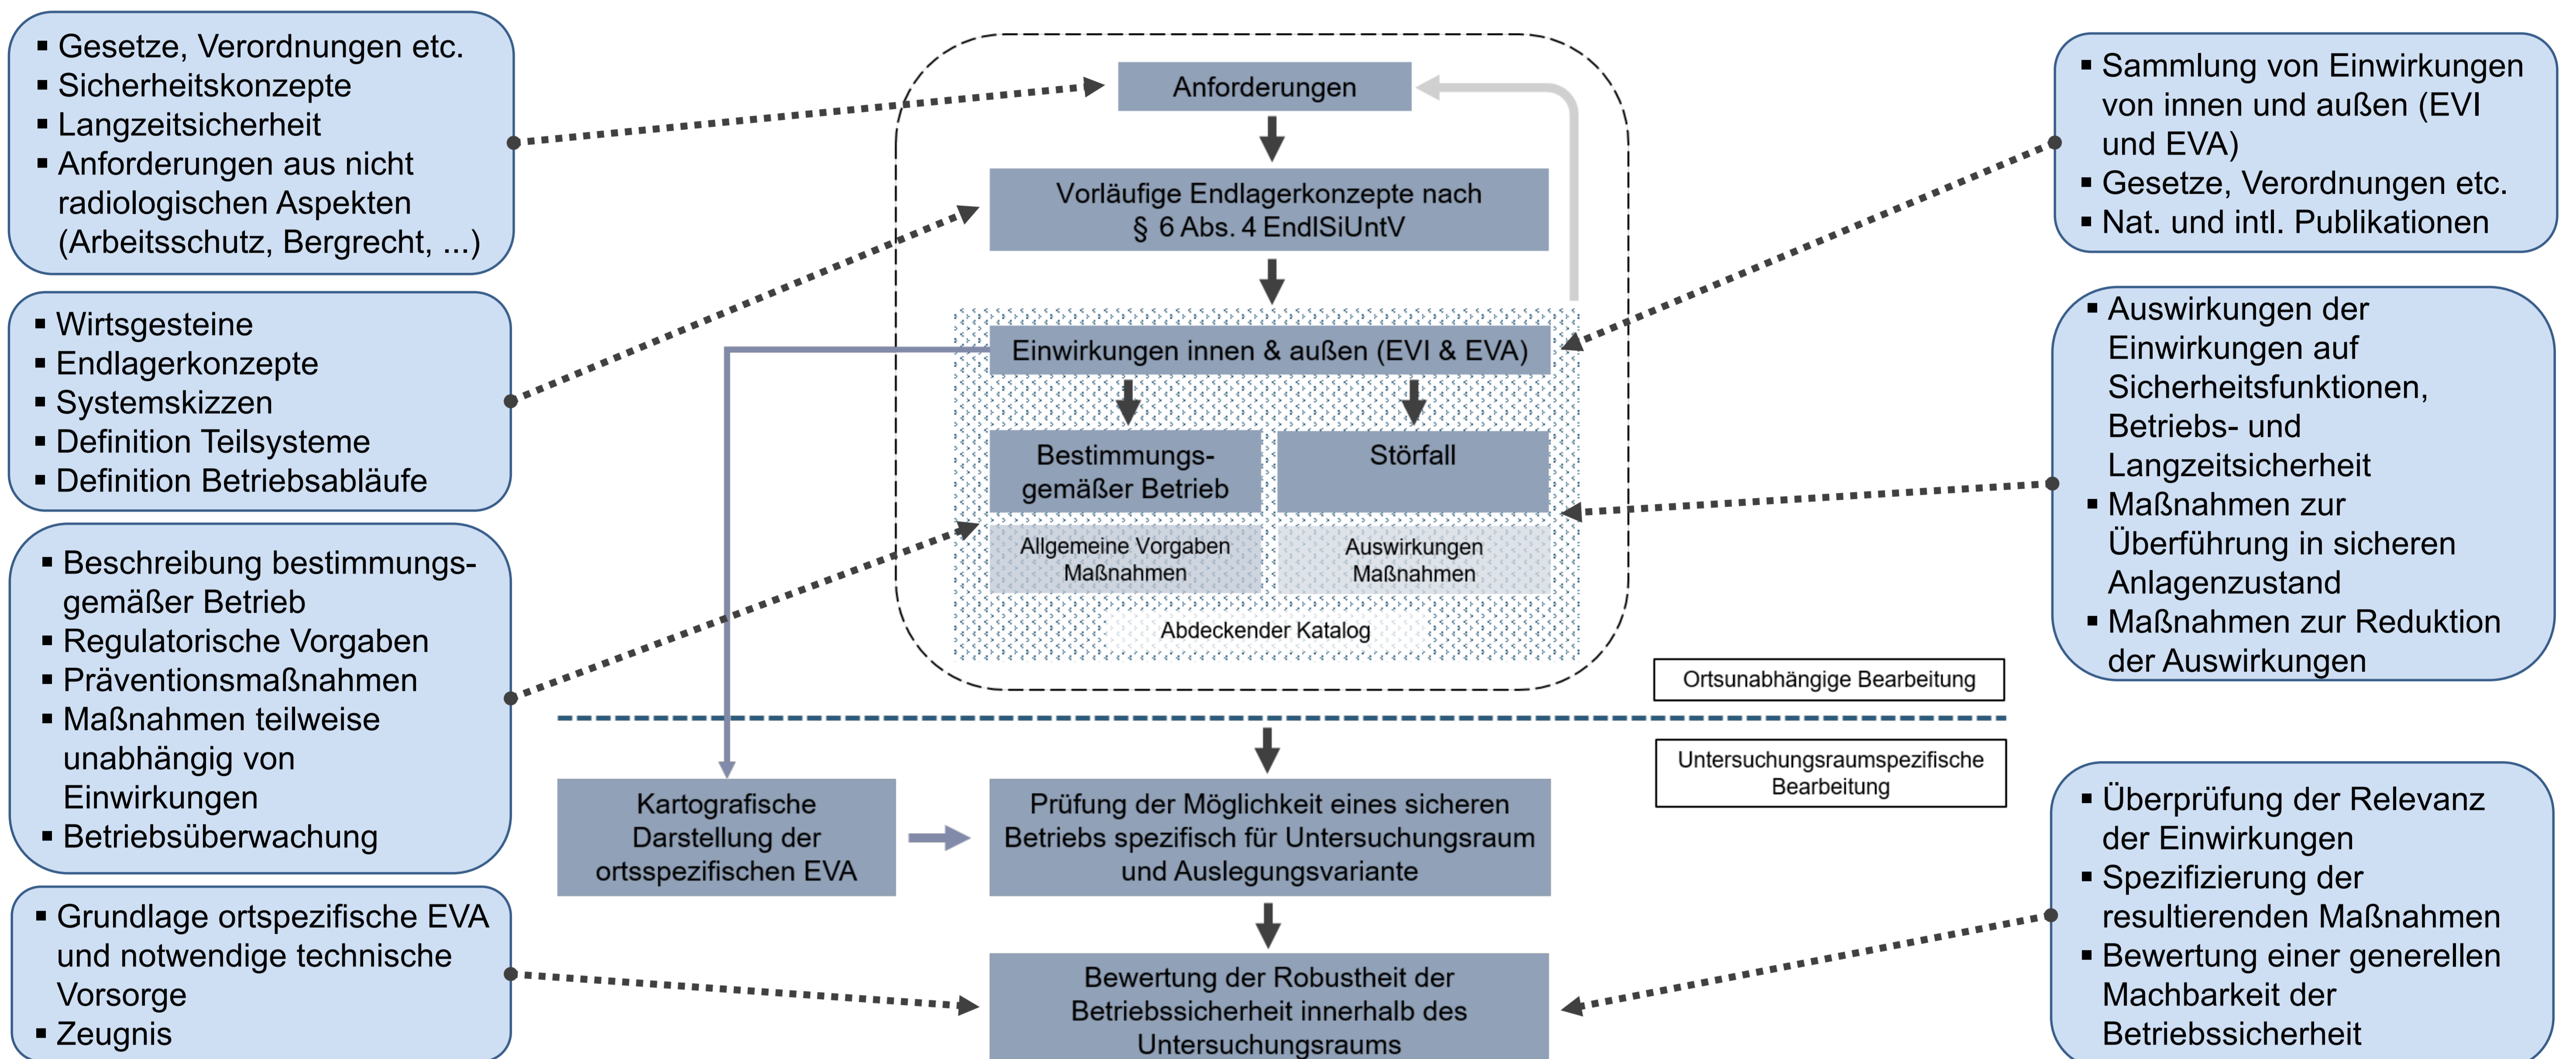 ▪ Gesetze, Verordnungen etc.
▪ Sicherheitskonzepte
▪ Langzeitsicherheit
▪ Anforderungen aus nicht
radiologischen Aspekten
(Arbeitsschutz, Bergrecht, ...)
▪ Wirtsgesteine
▪ Endlagerkonzepte
▪ Systemskizzen
▪ Definition Teilsysteme
▪ Definition Betriebsabläufe
▪ Beschreibung bestimmungs-
gemäßer Betrieb
▪ Regulatorische Vorgaben
▪ Präventionsmaßnahmen
▪ Maßnahmen teilweise
unabhängig von
Einwirkungen
▪ Betriebsüberwachung
▪ Grundlage ortspezifische EVA
und notwendige technische
Vorsorge
▪ Zeugnis
Anforderungen
Vorläufige Endlagerkonzepte nach
§ 6 Abs. 4 EndlSiUntV
Einwirkungen innen & außen (EVI & EVA)
Bestimmungs-
gemäßer Betrieb
Störfall
Allgemeine Vorgaben
Maßnahmen
Auswirkungen
Maßnahmen
Abdeckender Katalog
Ortsunabhängige Bearbeitung
Untersuchungsraumspezifische
Bearbeitung
Kartografische
Darstellung der
ortsspezifischen EVA
Prüfung der Möglichkeit eines sicheren
Betriebs spezifisch für Untersuchungsraum
und Auslegungsvariante
Bewertung der Robustheit der
Betriebssicherheit innerhalb des
Untersuchungsraums
▪ Sammlung von Einwirkungen
von innen und außen (EVI
und EVA)
▪ Gesetze, Verordnungen etc.
▪ Nat. und intl. Publikationen
▪ Auswirkungen der
Einwirkungen auf
Sicherheitsfunktionen,
Betriebs- und
Langzeitsicherheit
▪ Maßnahmen zur
Überführung in sicheren
Anlagenzustand
▪ Maßnahmen zur Reduktion
der Auswirkungen
▪ Überprüfung der Relevanz
der Einwirkungen
▪ Spezifizierung der
resultierenden Maßnahmen
▪ Bewertung einer generellen
Machbarkeit der
Betriebssicherheit